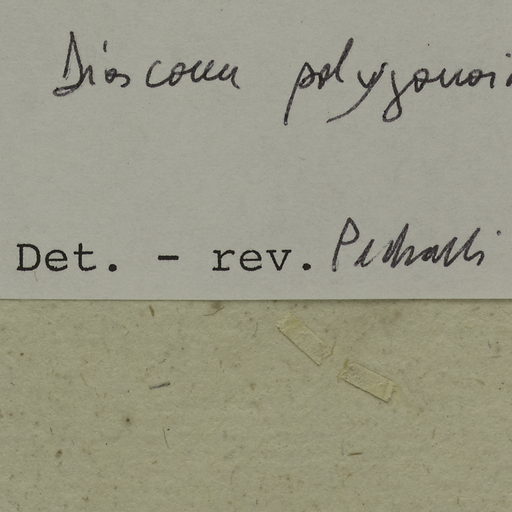 Dioscorea polygonoi
Det. - rev. Pedralli